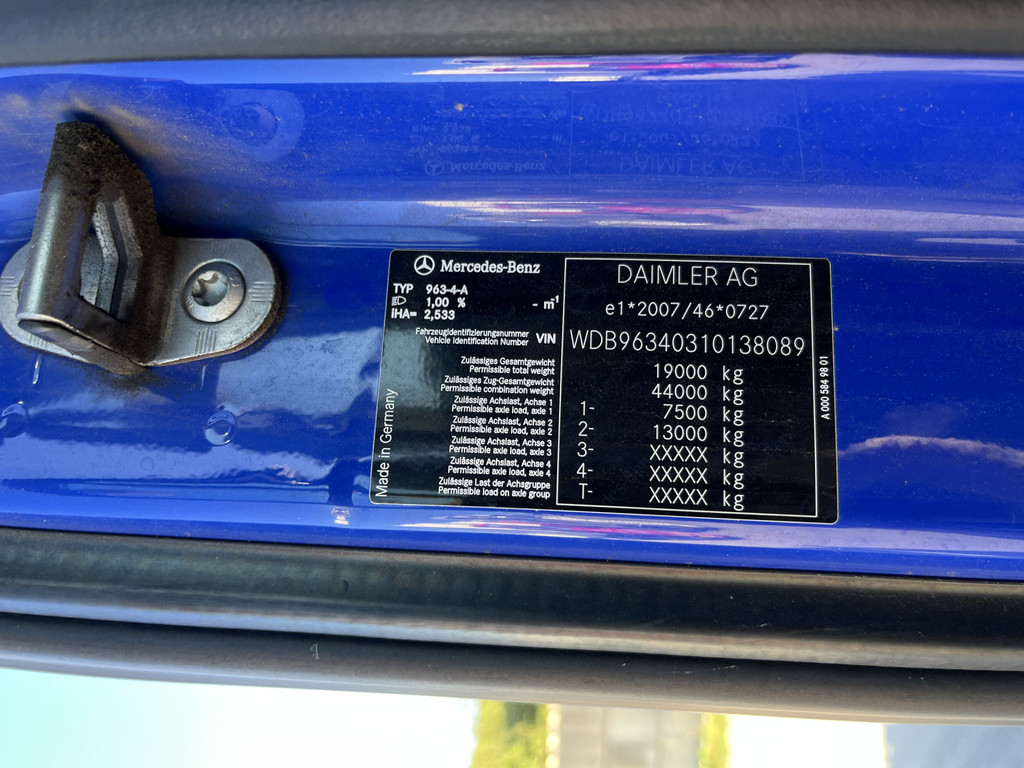 Mercedes-Benz
TYP 963-4-A
1,00 % - m⁻¹
IHA= 2,533
Fahrzeugidentifizierungsnummer
Vehicle Identification Number VIN
Zulässiges Gesamtgewicht
Permissible total weight
Zulässiges Zug-Gesamtgewicht
Permissible combination weight
Zulässige Achslast, Achse 1
Permissible axle load, axle 1
Zulässige Achslast, Achse 2
Permissible axle load, axle 2
Zulässige Achslast, Achse 3
Permissible axle load, axle 3
Zulässige Achslast, Achse 4
Permissible axle load, axle 4
Zulässige Last der Achsgruppe
Permissible load on axle group
Made in Germany
DAIMLER AG
e1*2007/46*0727
WDB96340310138089
19000 kg
44000 kg
1- 7500 kg
2- 13000 kg
3- XXXXX kg
4- XXXXX kg
T- XXXXX kg
A 000 584 98 01